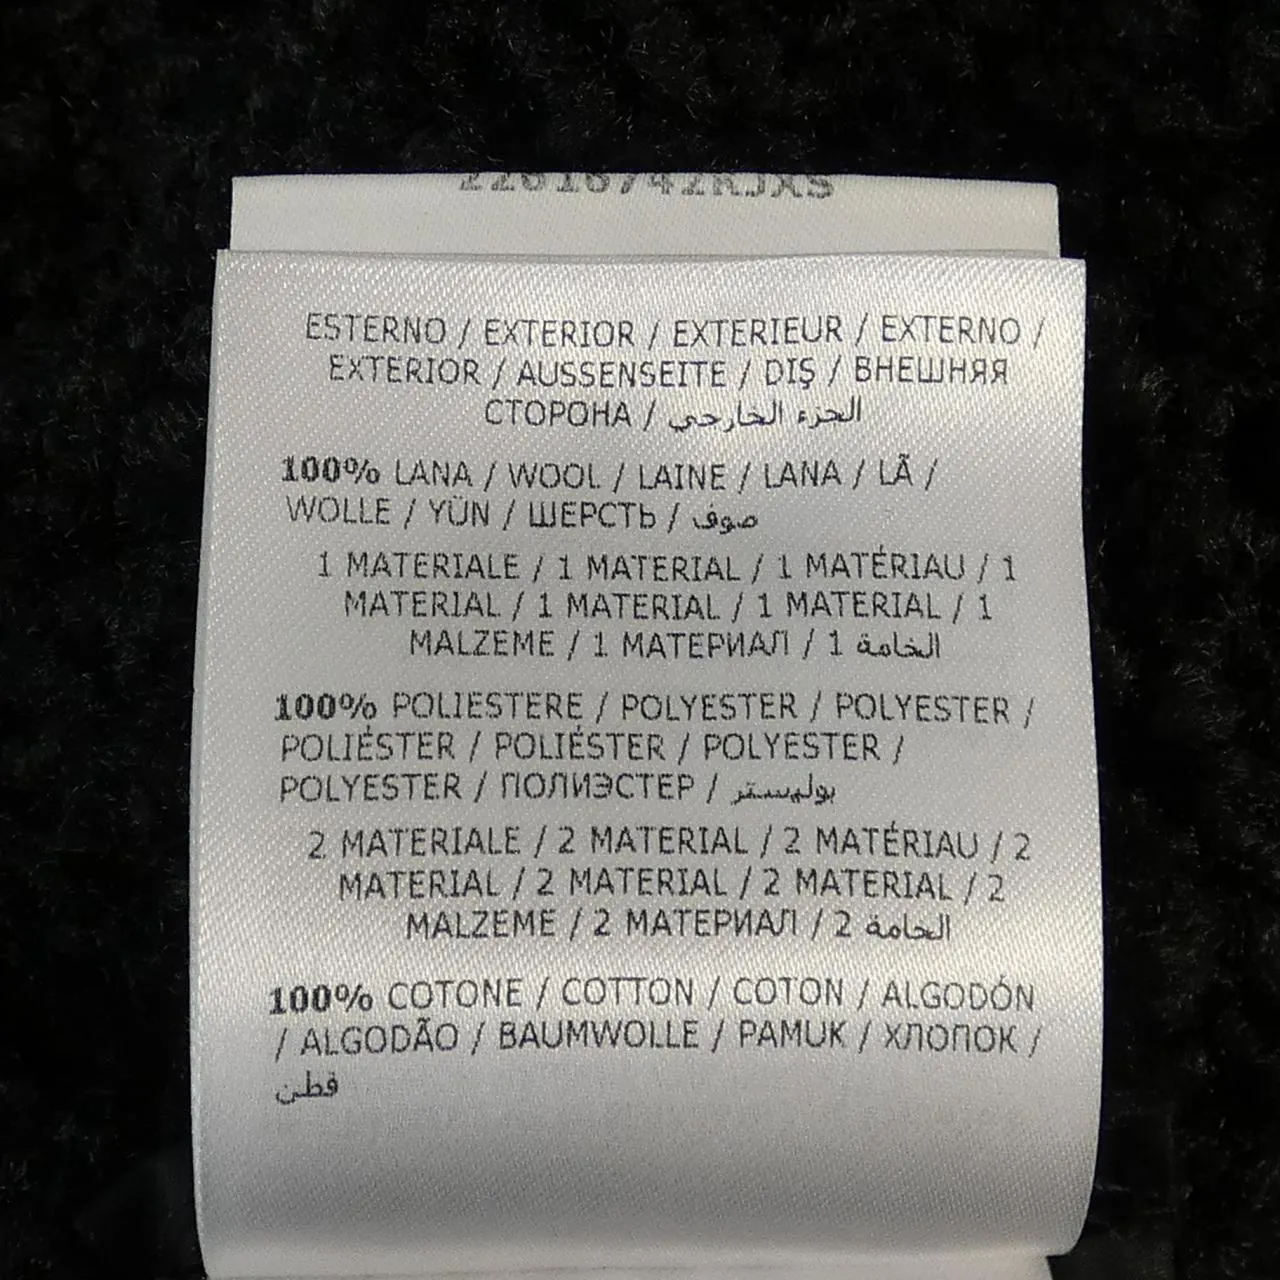 ESTERNO / EXTERIOR / EXTERIEUR / EXTERNO /
EXTERIOR / AUSSENSEITE / DIŞ / ВНЕШНЯЯ
СТОРОНА / الجزء الخارجي
100% LANA / WOOL / LAINE / LANA / LÃ /
WOLLE / YÜN / ШЕРСТЬ / صوف
1 MATERIALE / 1 MATERIAL / 1 MATÉRIAU / 1
MATERIAL / 1 MATERIAL / 1 MATERIAL / 1
MALZEME / 1 МАТЕРИАЛ / 1 الخامة
100% POLIESTERE / POLYESTER / POLYESTER /
POLIÉSTER / POLIÉSTER / POLYESTER /
POLYESTER / ПОЛИЭСТЕР / بوليستر
2 MATERIALE / 2 MATERIAL / 2 MATÉRIAU / 2
MATERIAL / 2 MATERIAL / 2 MATERIAL / 2
MALZEME / 2 МАТЕРИАЛ / 2 الخامة
100% COTONE / COTTON / COTON / ALGODÓN
/ ALGODÃO / BAUMWOLLE / PAMUK / ХЛОПОК /
قطن